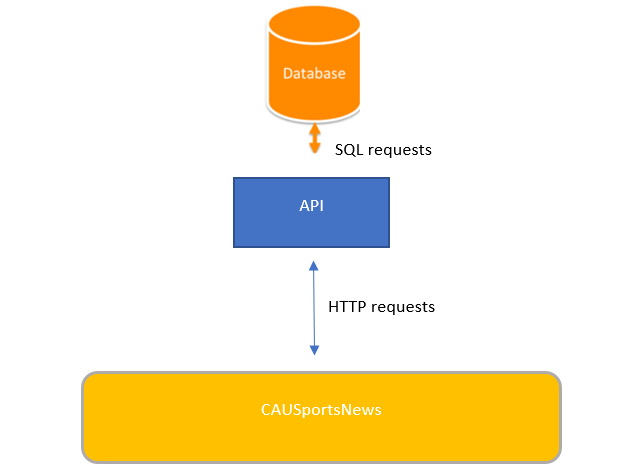 Database
SQL requests
API
HTTP requests
CAUSportsNews